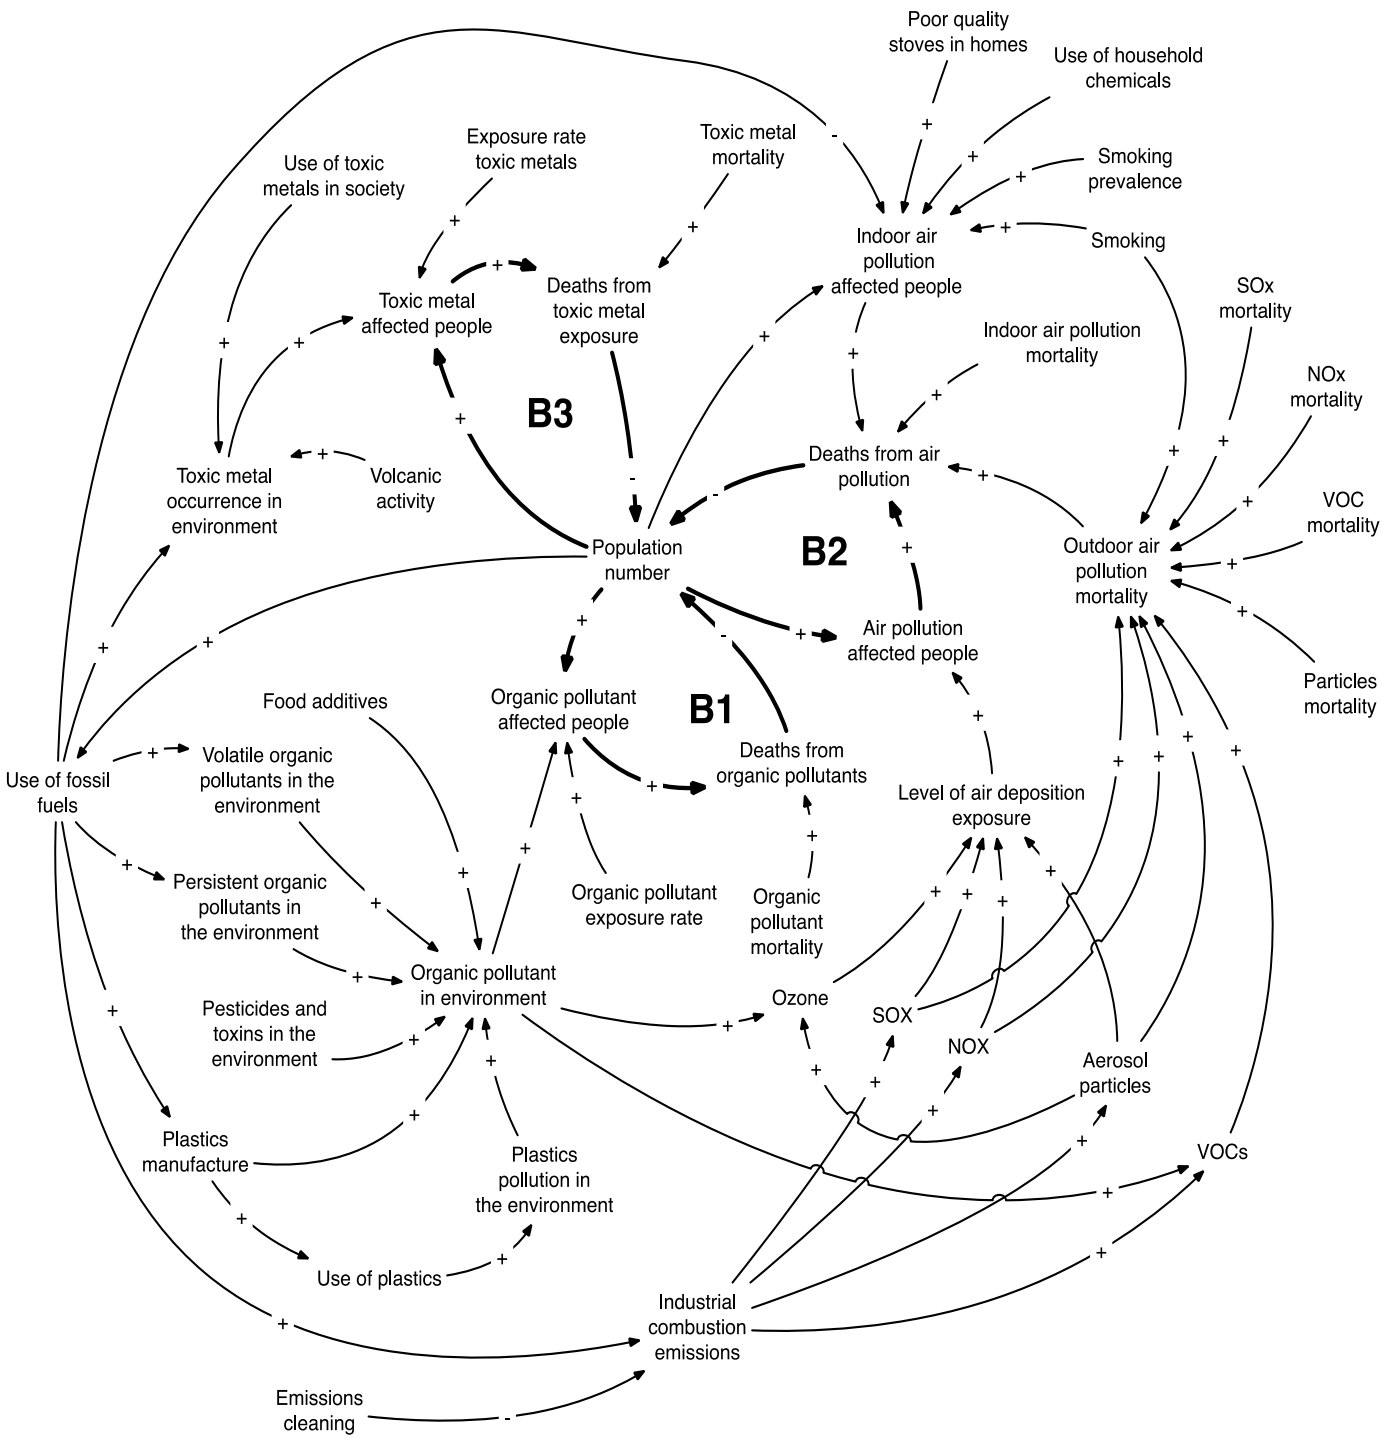 Poor quality
stoves in homes
Use of household
chemicals
Exposure rate
toxic metals
Toxic metal
mortality
-
+
Use of toxic
metals in society
+
Smoking
prevalence
+
+
+
Indoor air
pollution
affected people
+
Smoking
+
Deaths from
toxic metal
exposure
Toxic metal
affected people
SOx
mortality
+
+
+
+
Indoor air pollution
mortality
NOx
mortality
+
+
B3
+
Toxic metal
occurrence in
environment
+
Volcanic
activity
-
-
Deaths from air
pollution
+
+
+
+
VOC
mortality
Population
number
B2
+
Outdoor air
pollution
mortality
+
+
+
+
+
-
+
Air pollution
affected people
Particles
mortality
Food additives
Organic pollutant
affected people
B1
+
+
Volatile organic
pollutants in the
environment
Deaths from
organic pollutants
+
+
+
+
Use of fossil
fuels
+
+
Level of air deposition
exposure
+
+
+
+
Persistent organic
pollutants in
the environment
+
+
Organic pollutant
exposure rate
Organic
pollutant
mortality
+
+
+
+
+
Organic pollutant
in environment
Ozone
SOX
+
Pesticides and
toxins in the
environment
+
+
NOX
+
+
+
Aerosol
particles
+
+
Plastics
manufacture
Plastics
pollution in
the environment
+
VOCs
+
+
+
+
Use of plastics
+
Industrial
combustion
emissions
Emissions
cleaning
-